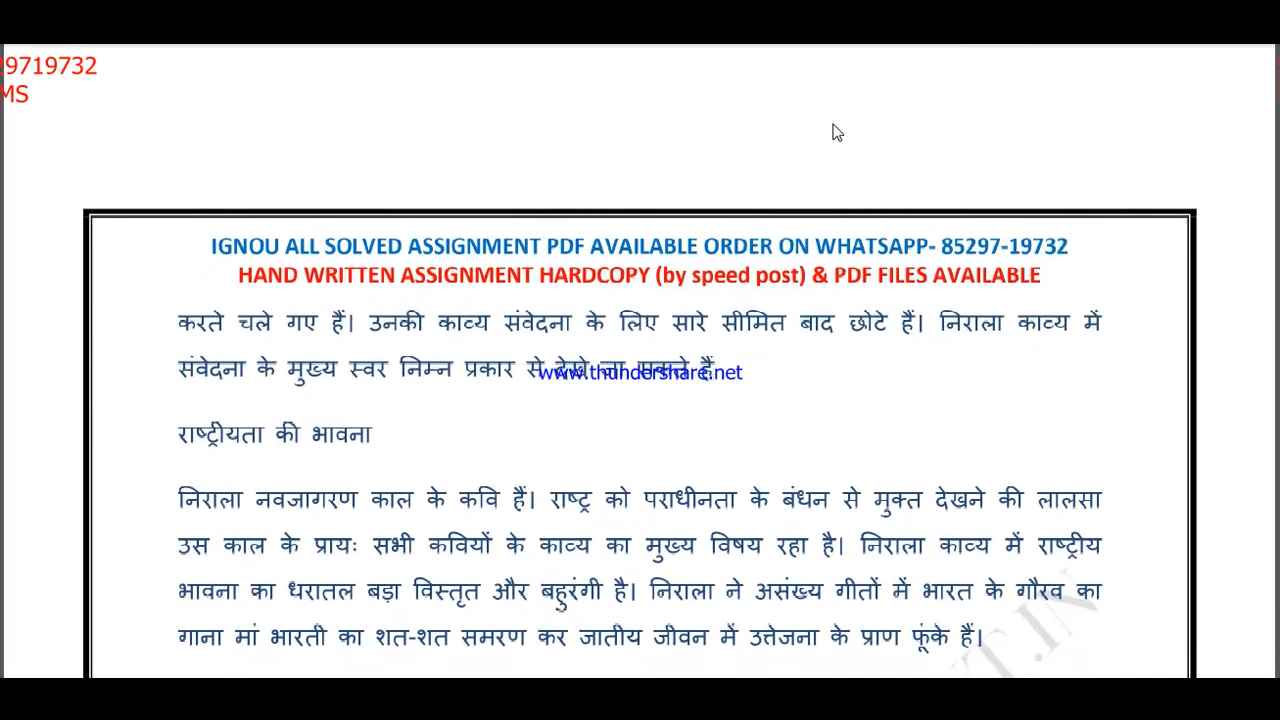 29719732
MS
IGNOU ALL SOLVED ASSIGNMENT PDF AVAILABLE ORDER ON WHATSAPP- 85297-19732
HAND WRITTEN ASSIGNMENT HARDCOPY (by speed post) & PDF FILES AVAILABLE
करते चले गए हैं। उनकी काव्य संवेदना के लिए सारे सीमित बाद छोटे हैं। निराला काव्य में
संवेदना के मुख्य स्वर निम्न प्रकार से देखे जा सकते हैं
www.thundershare.net
राष्ट्रीयता की भावना
निराला नवजागरण काल के कवि हैं। राष्ट्र को पराधीनता के बंधन से मुक्त देखने की लालसा
उस काल के प्रायः सभी कवियों के काव्य का मुख्य विषय रहा है। निराला काव्य में राष्ट्रीय
भावना का धरातल बड़ा विस्तृत और बहुरंगी है। निराला ने असंख्य गीतों में भारत के गौरव का
गाना मां भारती का शत-शत समरण कर जातीय जीवन में उत्तेजना के प्राण फूंके हैं।
T.IN